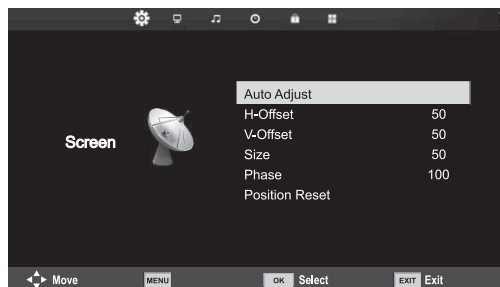 Screen
Auto Adjust
H-Offset 50
V-Offset 50
Size 50
Phase 100
Position Reset
Move MENU OK Select EXIT Exit